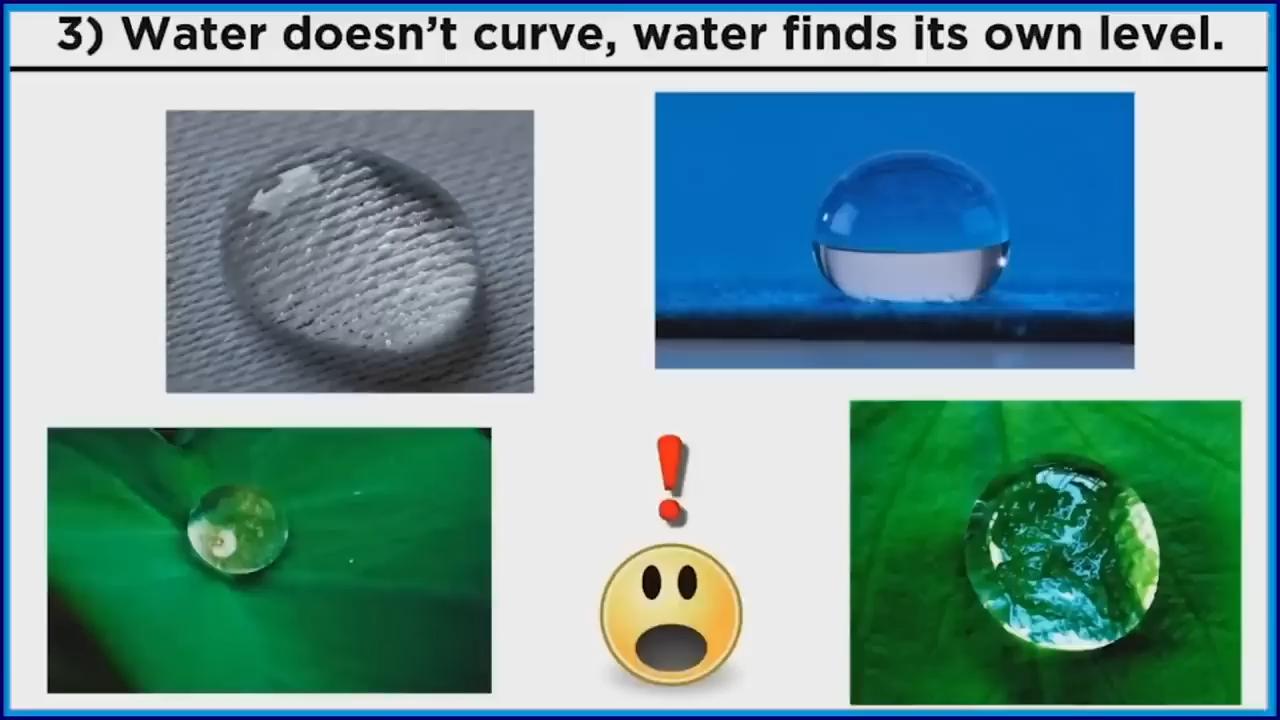 3) Water doesn’t curve, water finds its own level.